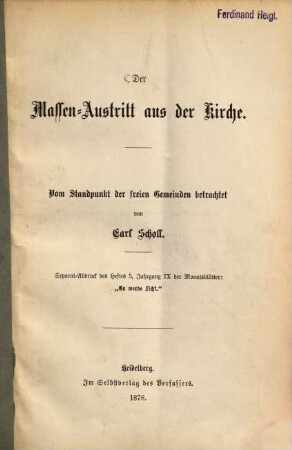 Ferdinand Heigl.
Der
Massen-Austritt aus der Kirche.
Vom Standpunkt der freien Gemeinden betrachtet
von
Carl Scholl.
Separat-Abdruck des Heftes 5, Jahrgang IX der Monatsblätter:
„Es werde Licht.“
Heidelberg.
Im Selbstverlag des Verfassers.
1878.